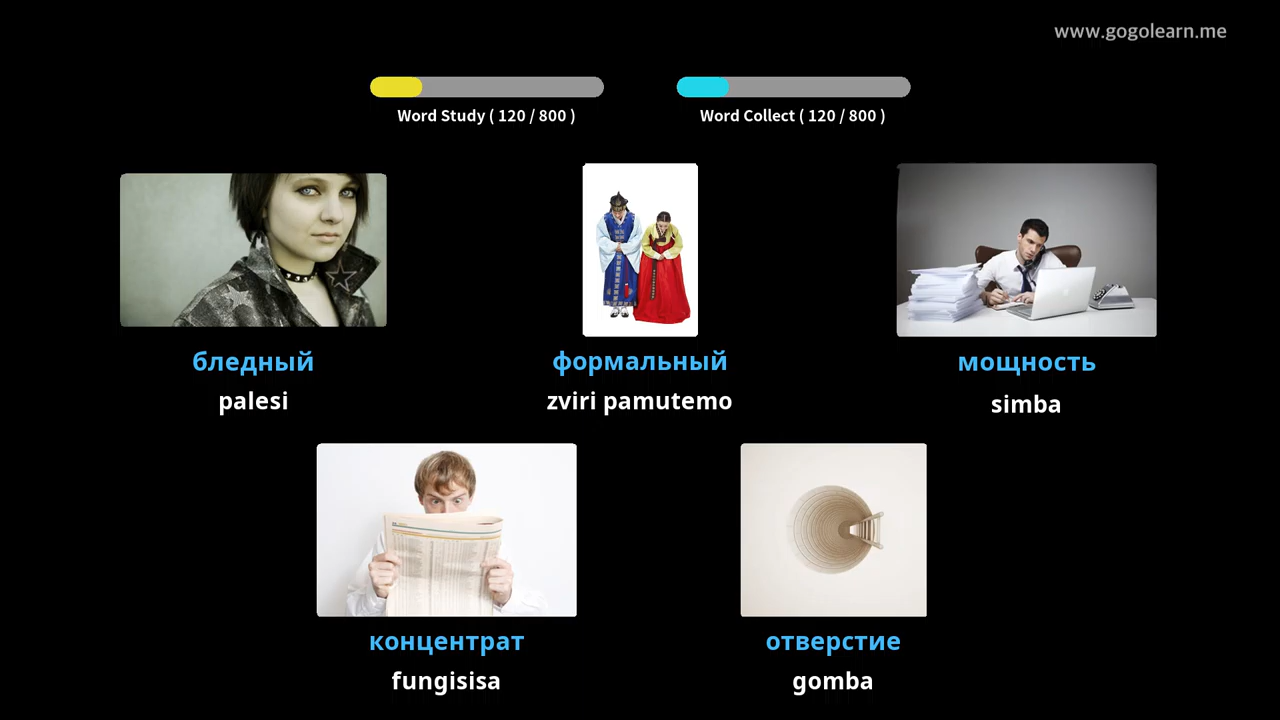 www.gogolearn.me
Word Study ( 120 / 800 )
Word Collect ( 120 / 800 )
бледный
формальный
мощность
palesi
zviri pamutemo
simba
концентрат
отверстие
fungisisa
gomba